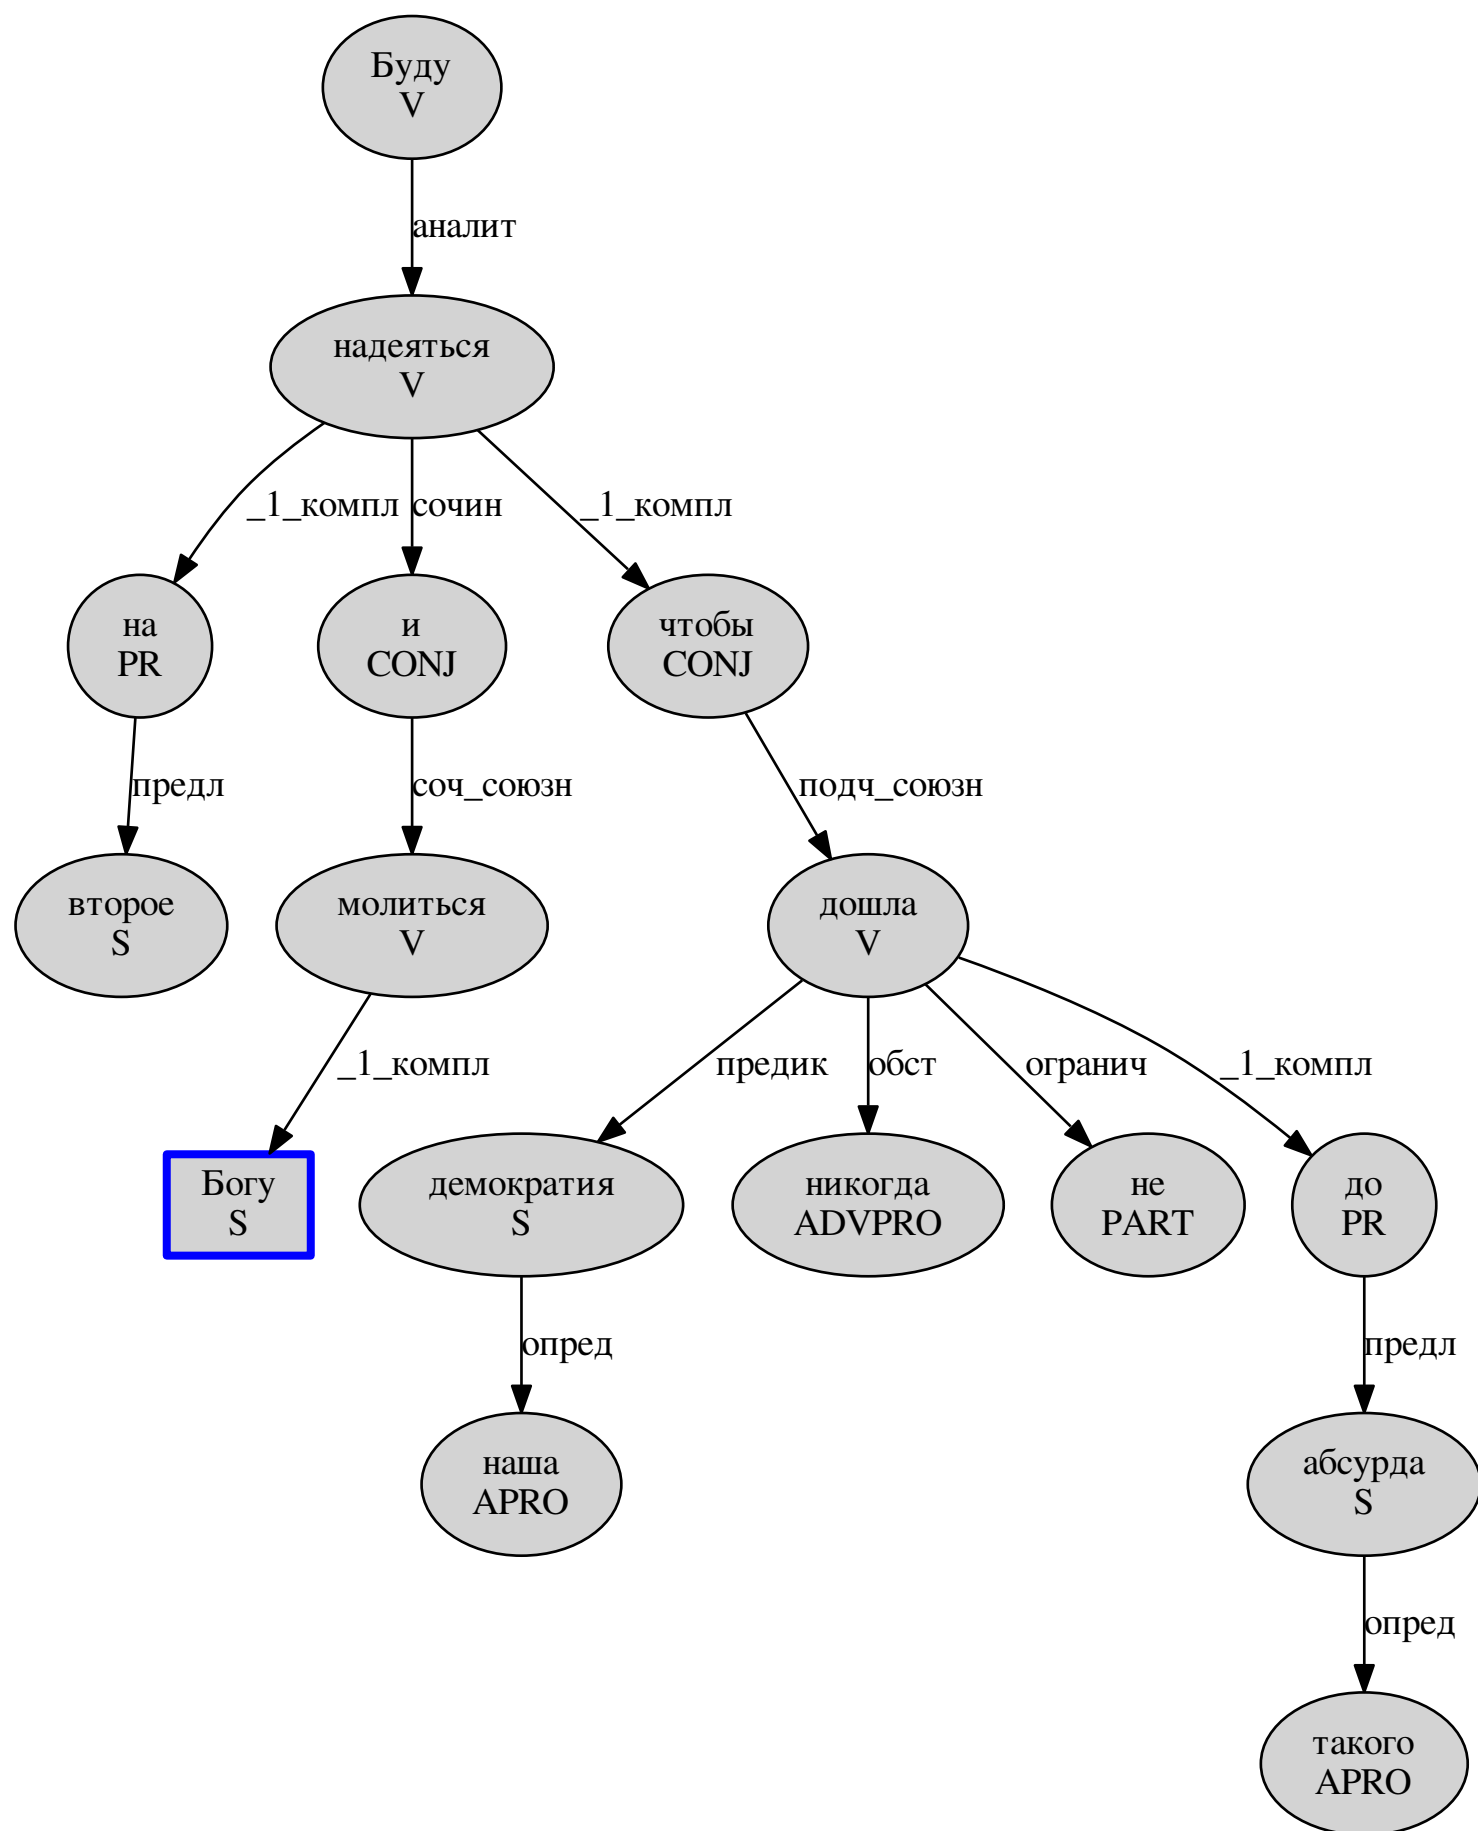 Буду
V
аналит
надеяться
V
_1_компл сочин _1_компл
на
PR
и
CONJ
чтобы
CONJ
предл соч_союзн подч_союзн
второе
S
молиться
V
дошла
V
_1_компл предик обст огранич _1_компл
Богу
S
демократия
S
никогда
ADVPRO
не
PART
до
PR
опред предл
наша
APRO
абсурда
S
опред
такого
APRO